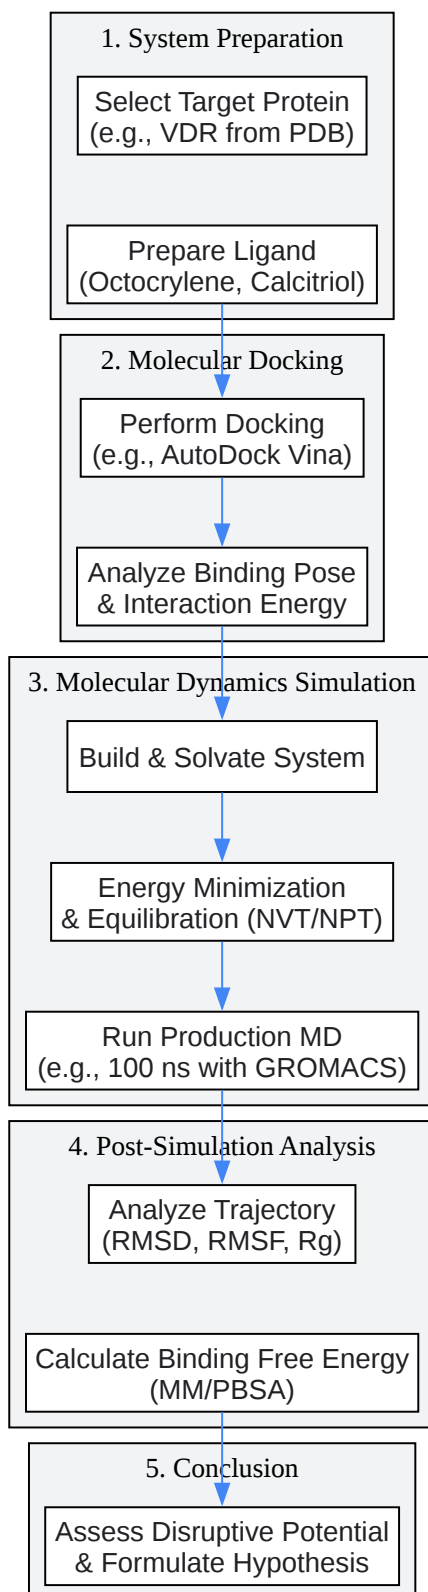 1. System Preparation
Select Target Protein
(e.g., VDR from PDB)
Prepare Ligand
(Octocrylene, Calcitriol)
2. Molecular Docking
Perform Docking
(e.g., AutoDock Vina)
Analyze Binding Pose
& Interaction Energy
3. Molecular Dynamics Simulation
Build & Solvate System
Energy Minimization
& Equilibration (NVT/NPT)
Run Production MD
(e.g., 100 ns with GROMACS)
4. Post-Simulation Analysis
Analyze Trajectory
(RMSD, RMSF, Rg)
Calculate Binding Free Energy
(MM/PBSA)
5. Conclusion
Assess Disruptive Potential
& Formulate Hypothesis